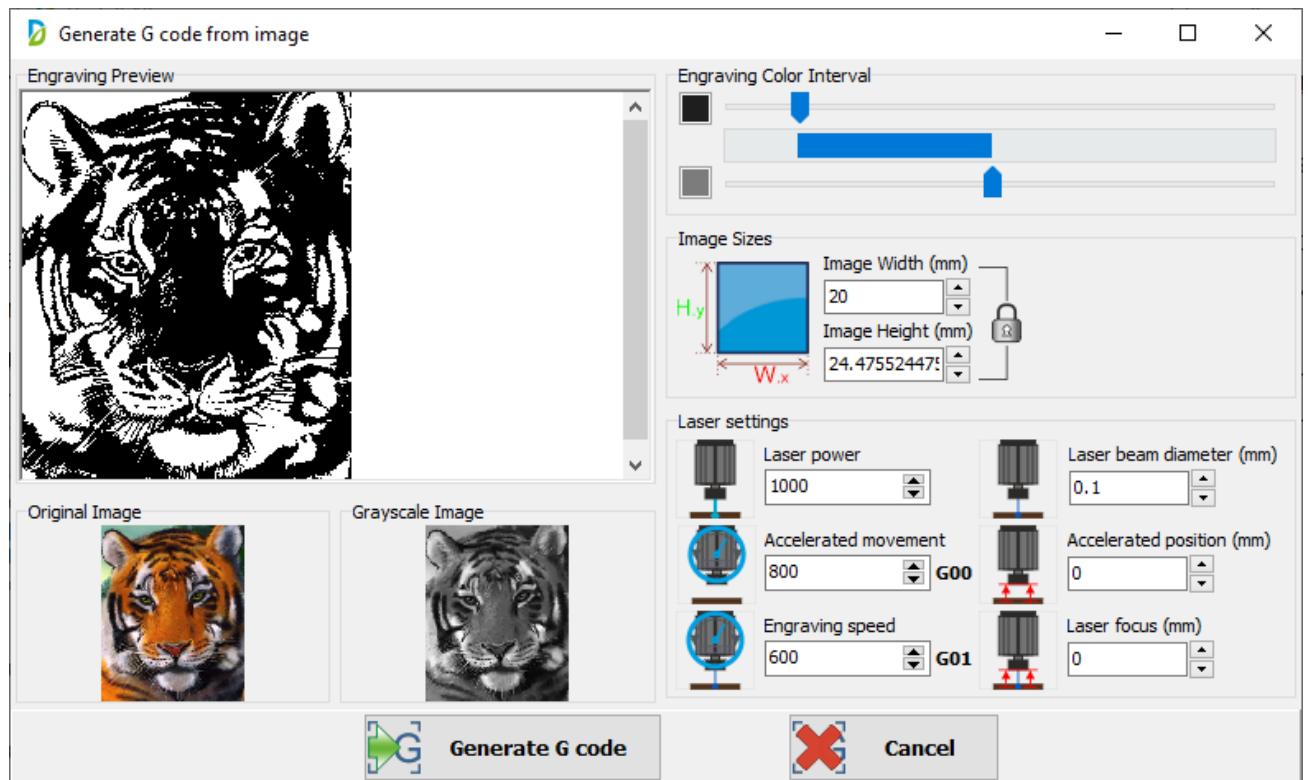 Generate G code from image
Engraving Preview
Engraving Color Interval
Image Sizes
H.y
W.x
Image Width (mm)
20
Image Height (mm)
24.47552447
Laser settings
Laser power
1000
Laser beam diameter (mm)
0.1
Accelerated movement
800
G00
Accelerated position (mm)
0
Engraving speed
600
G01
Laser focus (mm)
0
Original Image
Grayscale Image
G
Generate G code
G
Cancel